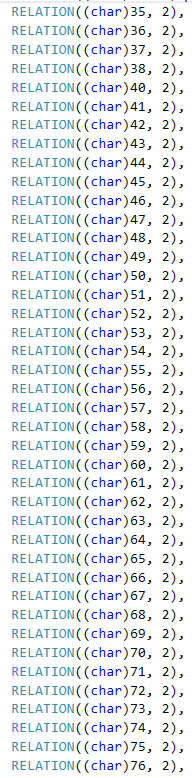 RELATION((char)35, 2),
RELATION((char)36, 2),
RELATION((char)37, 2),
RELATION((char)38, 2),
RELATION((char)40, 2),
RELATION((char)41, 2),
RELATION((char)42, 2),
RELATION((char)43, 2),
RELATION((char)44, 2),
RELATION((char)45, 2),
RELATION((char)46, 2),
RELATION((char)47, 2),
RELATION((char)48, 2),
RELATION((char)49, 2),
RELATION((char)50, 2),
RELATION((char)51, 2),
RELATION((char)52, 2),
RELATION((char)53, 2),
RELATION((char)54, 2),
RELATION((char)55, 2),
RELATION((char)56, 2),
RELATION((char)57, 2),
RELATION((char)58, 2),
RELATION((char)59, 2),
RELATION((char)60, 2),
RELATION((char)61, 2),
RELATION((char)62, 2),
RELATION((char)63, 2),
RELATION((char)64, 2),
RELATION((char)65, 2),
RELATION((char)66, 2),
RELATION((char)67, 2),
RELATION((char)68, 2),
RELATION((char)69, 2),
RELATION((char)70, 2),
RELATION((char)71, 2),
RELATION((char)72, 2),
RELATION((char)73, 2),
RELATION((char)74, 2),
RELATION((char)75, 2),
RELATION((char)76, 2),